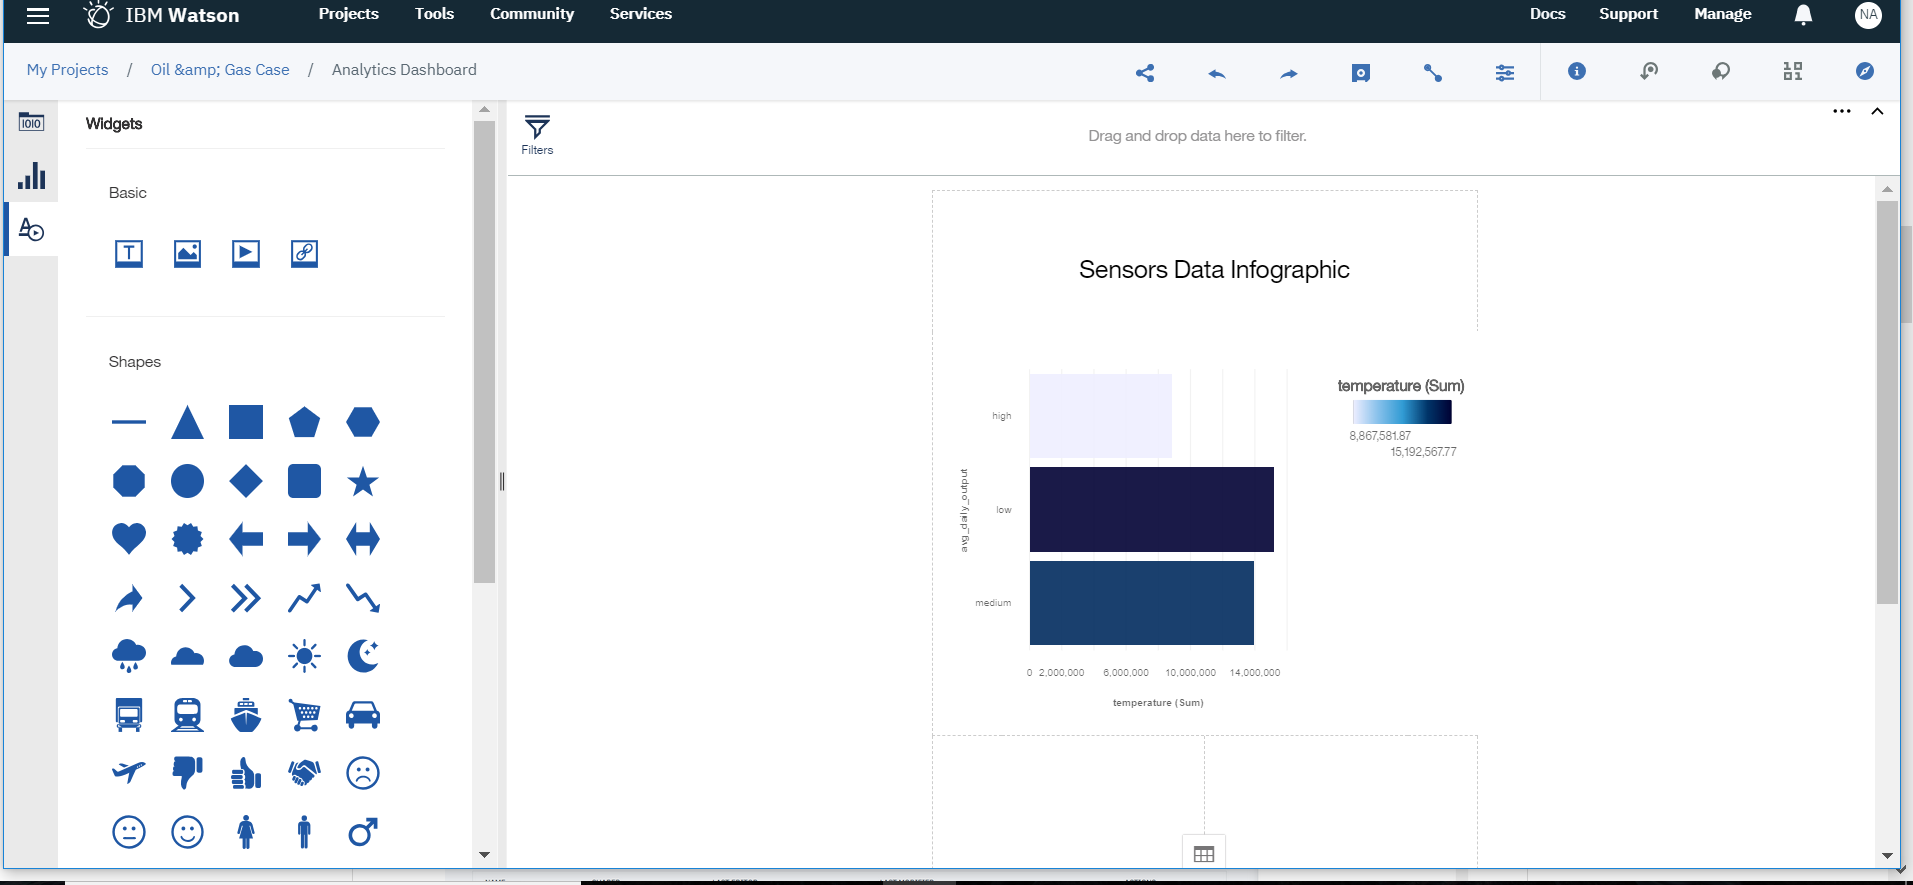 IBM Watson
Projects
Tools
Community
Services
Docs
Support
Manage
NA
My Projects / Oil &amp; Gas Case / Analytics Dashboard
Widgets
Filters
Drag and drop data here to filter.
Basic
T
Shapes
Sensors Data Infographic
temperature (Sum)
8,867,581.87
15,192,567.77
avg_daily_output
high
low
medium
0 2,000,000 6,000,000 10,000,000 14,000,000
temperature (Sum)